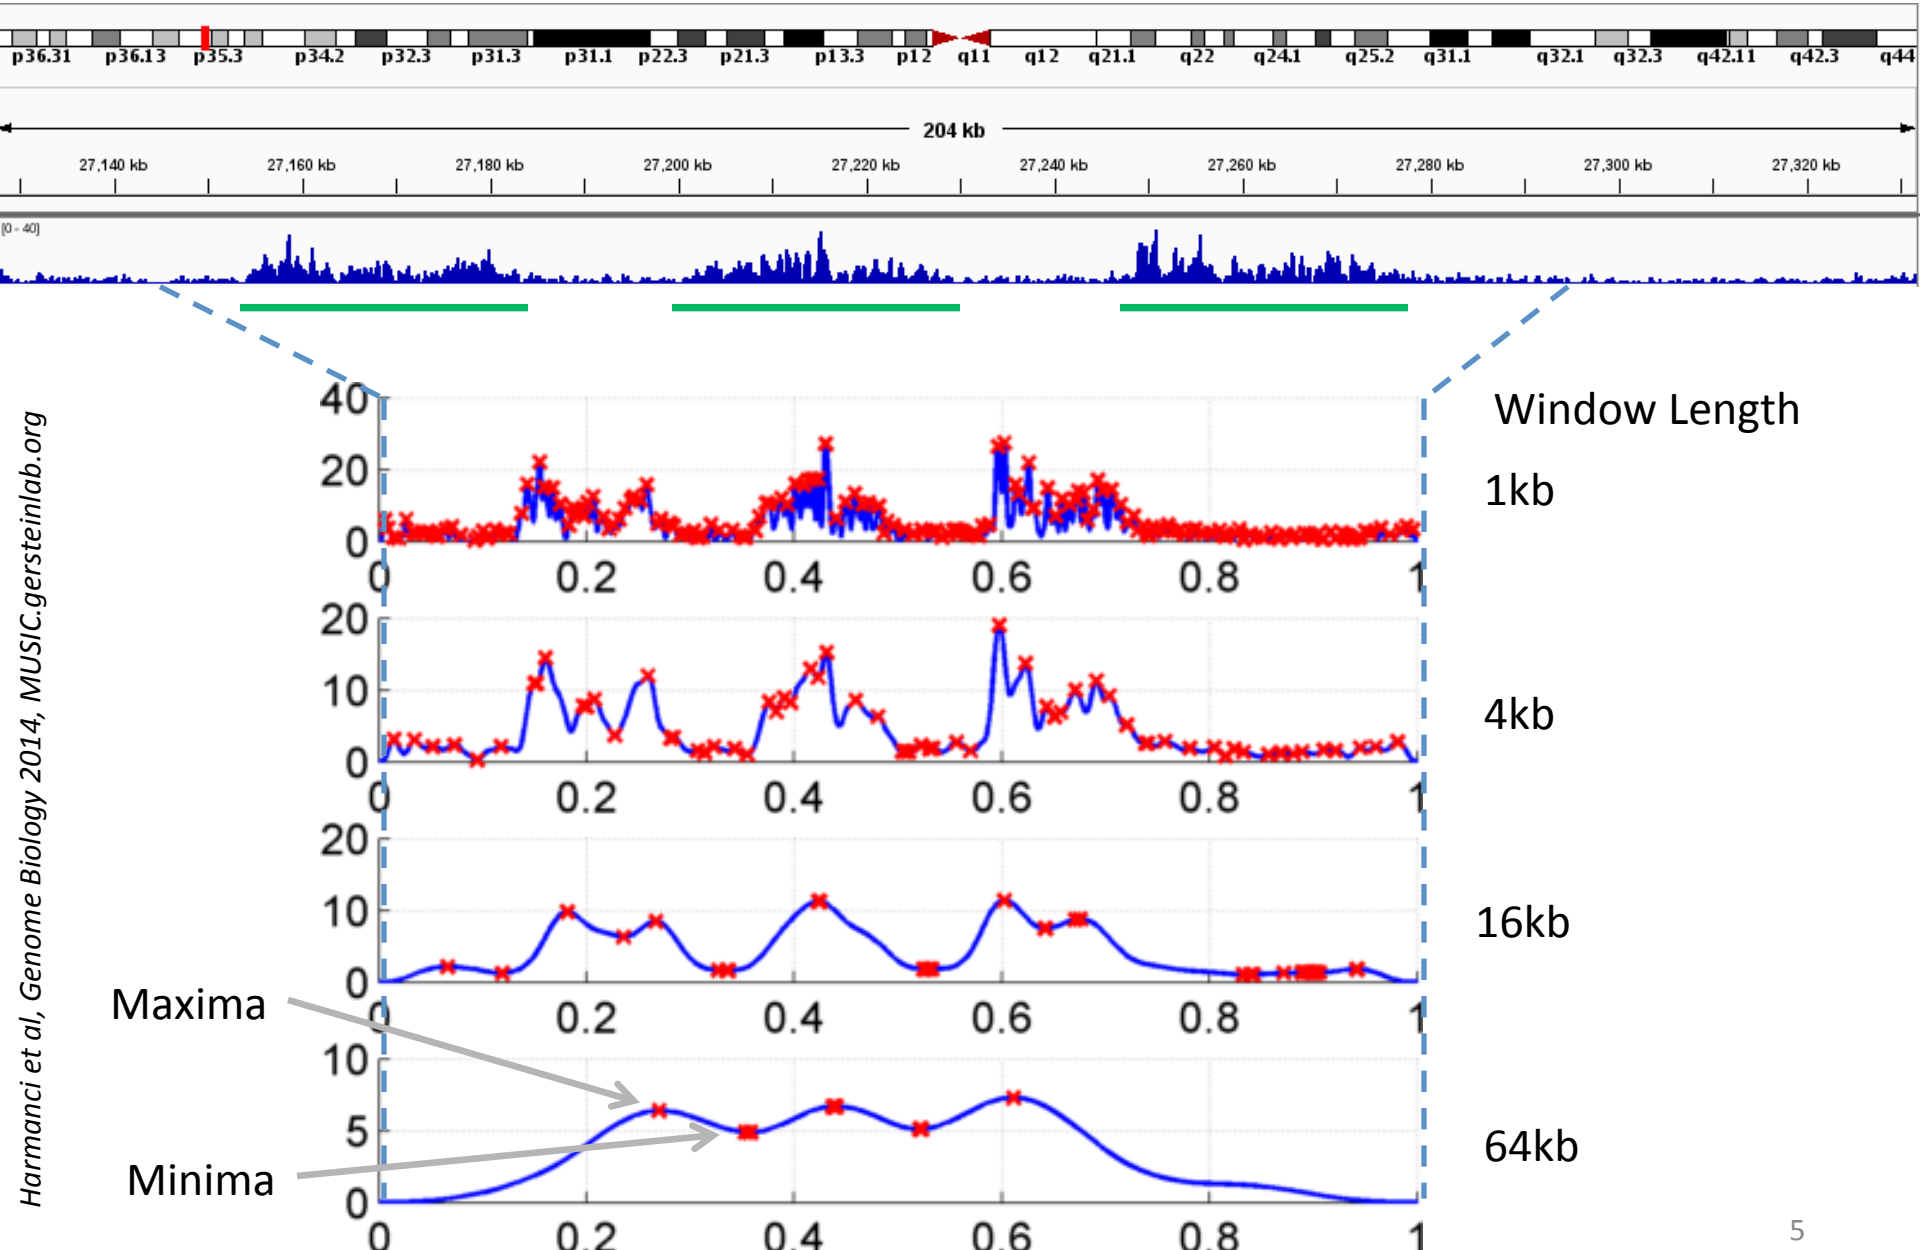 p36.31 p36.13 p35.3 p34.2 p32.3 p31.3 p31.1 p22.3 p21.3 p13.3 p12 q11 q12 q21.1 q22 q24.1 q25.2 q31.1 q32.1 q32.3 q42.11 q42.3 q44
204 kb
27,140 kb 27,160 kb 27,180 kb 27,200 kb 27,220 kb 27,240 kb 27,260 kb 27,280 kb 27,300 kb 27,320 kb
[0 - 40]
Harmanci et al, Genome Biology 2014, MUSIC.gersteinlab.org
Window Length
40
20
0
0 0.2 0.4 0.6 0.8 1
1kb
20
10
0
0 0.2 0.4 0.6 0.8 1
4kb
20
10
0
0 0.2 0.4 0.6 0.8 1
16kb
Maxima
Minima
10
5
0
0 0.2 0.4 0.6 0.8 1
64kb
5